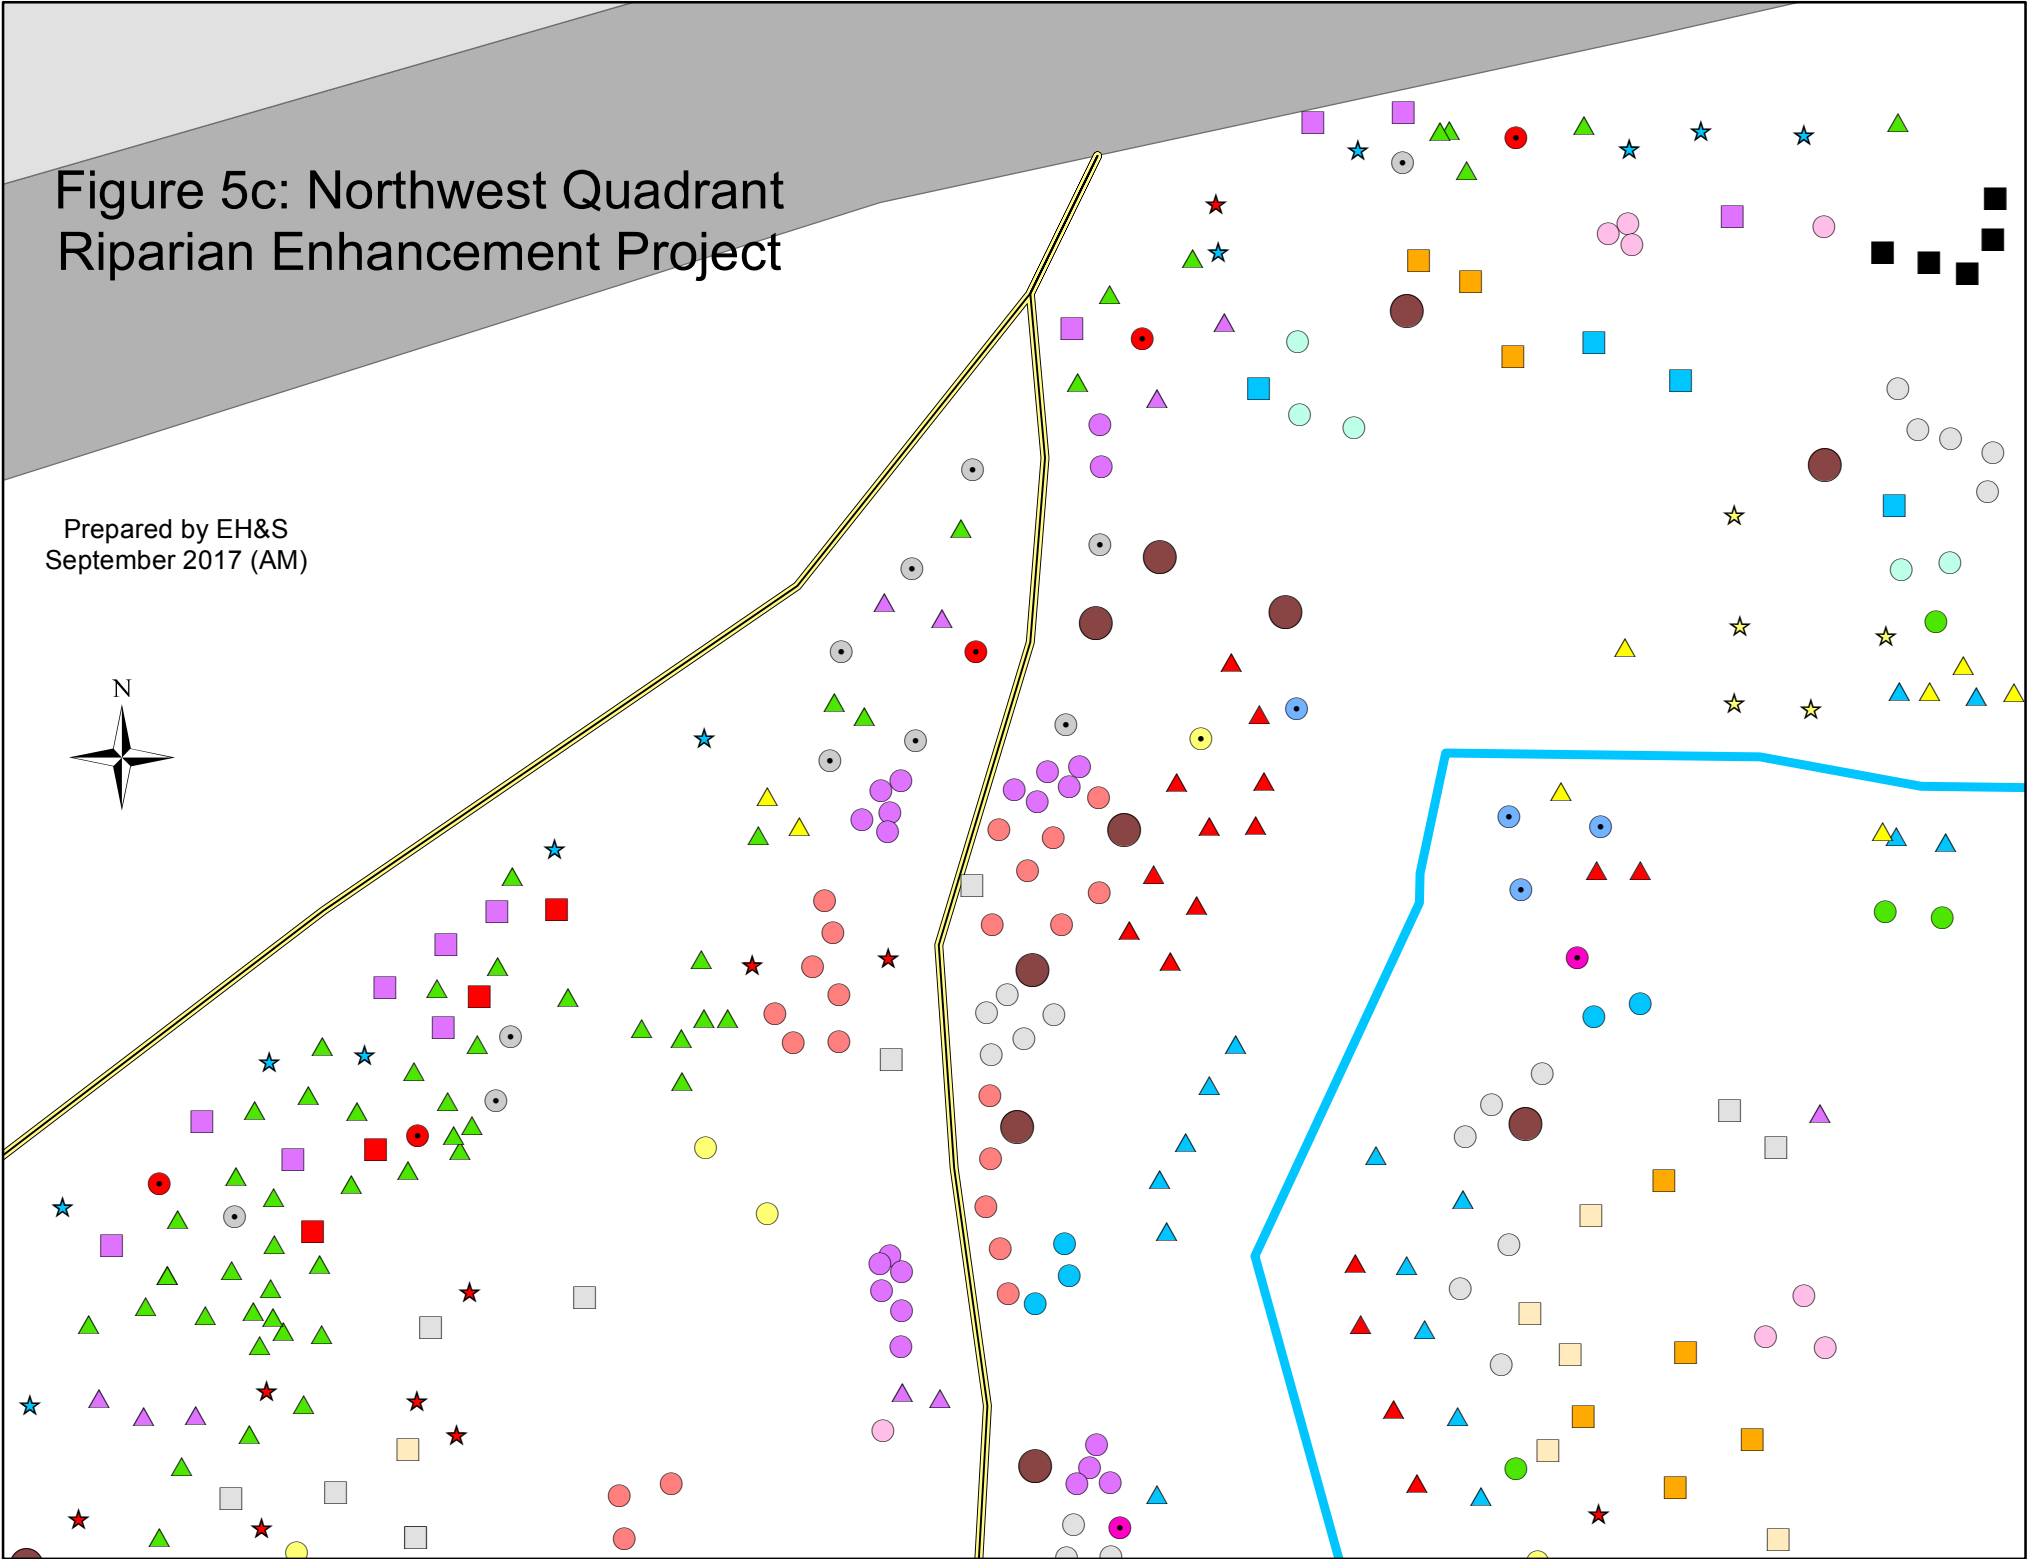 Figure 5c: Northwest Quadrant
Riparian Enhancement Project
Prepared by EH&S
September 2017 (AM)
N